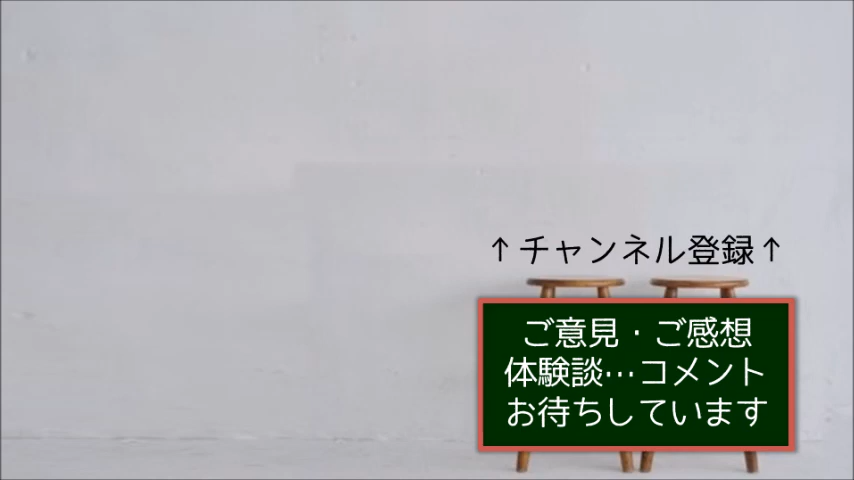 ↑チャンネル登録↑
ご意見・ご感想
体験談…コメント
お待ちしています